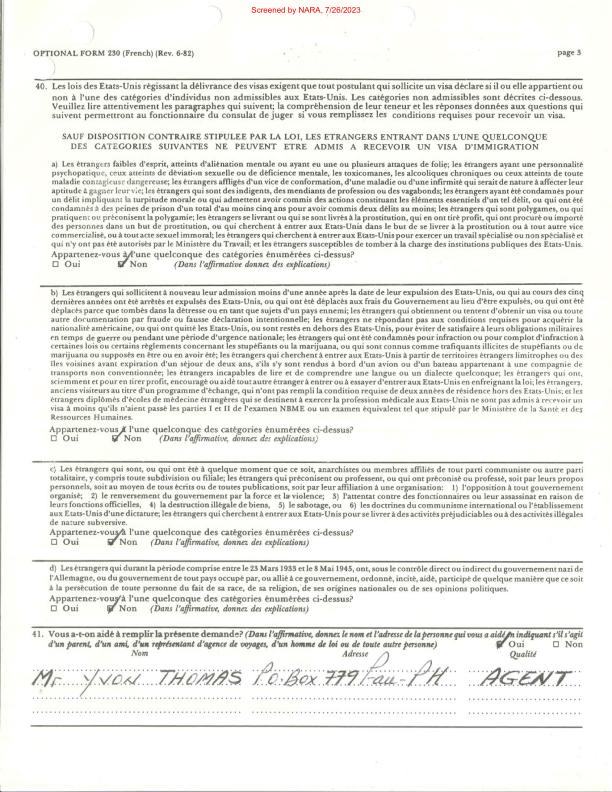 Screened by NARA, 7/26/2023
OPTIONAL FORM 230 (French) (Rev. 6-82) page 3
40. Les lois des Etats-Unis régissant la délivrance des visas exigent que tout postulant qui sollicite un visa déclare si il ou elle appartient ou
non à l'une des catégories d'individus non admissibles aux Etats-Unis. Les catégories non admissibles sont décrites ci-dessous.
Veuillez lire attentivement les paragraphes qui suivent; la compréhension de leur teneur et les réponses données aux questions qui
suivent permettront au fonctionnaire du consulat de juger si vous remplissez les conditions requises pour recevoir un visa.
SAUF DISPOSITION CONTRAIRE STIPULEE PAR LA LOI, LES ETRANGERS ENTRANT DANS L'UNE QUELCONQUE
DES CATEGORIES SUIVANTES NE PEUVENT ETRE ADMIS A RECEVOIR UN VISA D'IMMIGRATION
a) Les étrangers faibles d'esprit, atteints d'aliénation mentale ou ayant eu une ou plusieurs attaques de folie; les étrangers ayant une personnalité
psychopatique, ceux atteints de déviation sexuelle ou de déficience mentale, les toxicomanes, les alcooliques chroniques ou ceux atteints de toute
maladie contagieuse dangereuse; les étrangers affligés d'un vice de conformation, d'une maladie ou d'une infirmité qui serait de nature à affecter leur
aptitude à gagner leur vie; les étrangers qui sont des indigents, des mendiants de profession ou des vagabonds; les étrangers ayant été condamnés pour
un délit impliquant la turpitude morale ou qui admettent avoir commis des actions constituant les éléments essentiels d'un tel délit, ou qui ont été
condamnés à des peines de prison d'un total d'au moins cinq ans pour avoir commis deux délits au moins; les étrangers qui sont polygames, ou qui
pratiquent ou préconisent la polygamie; les étrangers se livrant ou qui se sont livrés à la prostitution, qui en ont tiré profit, qui ont procuré ou importé
des personnes dans un but de prostitution, ou qui cherchent à entrer aux Etats-Unis dans le but de se livrer à la prostitution ou à tout autre vice
commercialisé, ou à tout acte sexuel immoral; les étrangers qui cherchent à entrer aux Etats-Unis pour exercer un travail spécialisé ou non spécialisé et
qui n'y ont pas été autorisés par le Ministère du Travail; et les étrangers susceptibles de tomber à la charge des institutions publiques des Etats-Unis.
Appartenez-vous à l'une quelconque des catégories énumérées ci-dessus?
☐ Oui ☑ Non (Dans l'affirmative donnez des explications)
b) Les étrangers qui sollicitent à nouveau leur admission moins d'une année après la date de leur expulsion des Etats-Unis, ou qui au cours des cinq
dernières années ont été arrêtés et expulsés des Etats-Unis, ou qui ont été déplacés aux frais du Gouvernement au lieu d'être expulsés, ou qui ont été
déplacés parce que tombés dans la détresse ou en tant que sujets d'un pays ennemi; les étrangers qui obtiennent ou tentent d'obtenir un visa ou toute
autre documentation par fraude ou fausse déclaration intentionnelle; les étrangers ne répondant pas aux conditions requises pour acquérir la
nationalité américaine, ou qui ont quitté les Etats-Unis, ou sont restés en dehors des Etats-Unis, pour éviter de satisfaire à leurs obligations militaires
en temps de guerre ou pendant une période d'urgence nationale; les étrangers qui ont été condamnés pour infraction ou pour complot d'infraction à
certaines lois ou certains règlements concernant les stupéfiants ou la marijuana, ou qui sont connus comme trafiquants illicites de stupéfiants ou de
marijuana ou supposés en être ou en avoir été; les étrangers qui cherchent à entrer aux Etats-Unis à partir de territoires étrangers limitrophes ou des
îles voisines avant expiration d'un séjour de deux ans, s'ils s'y sont rendus à bord d'un avion ou d'un bateau appartenant à une compagnie de
transports non conventionnée; les étrangers incapables de lire et de comprendre une langue ou un dialecte quelconque; les étrangers qui ont,
sciemment et pour en tirer profit, encouragé ou aidé tout autre étranger à entrer ou à essayer d'entrer aux Etats-Unis en enfreignant la loi; les étrangers,
anciens visiteurs au titre d'un programme d'échange, qui n'ont pas rempli la condition requise de deux années de résidence hors des Etats-Unis; et les
étrangers diplômés d'écoles de médecine étrangères qui se destinent à exercer la profession médicale aux Etats-Unis ne sont pas admis à recevoir un
visa à moins qu'ils n'aient passé les parties I et II de l'examen NBME ou un examen équivalent tel que stipulé par le Ministère de la Santé et des
Ressources Humaines.
Appartenez-vous à l'une quelconque des catégories énumérées ci-dessus?
☐ Oui ☑ Non (Dans l'affirmative, donnez des explications)
c) Les étrangers qui sont, ou qui ont été à quelque moment que ce soit, anarchistes ou membres affiliés de tout parti communiste ou autre parti
totalitaire, y compris toute subdivision ou filiale; les étrangers qui préconisent ou professent, ou qui ont préconisé ou professé, soit par leurs propos
personnels, soit au moyen de tous écrits ou de toutes publications, soit par leur affiliation à une organisation: 1) l'opposition à tout gouvernement
organisé; 2) le renversement du gouvernement par la force et la violence; 3) l'attentat contre des fonctionnaires ou leur assassinat en raison de
leurs fonctions officielles, 4) la destruction illégale de biens, 5) le sabotage, ou 6) les doctrines du communisme international ou l'établissement
aux Etats-Unis d'une dictature; les étrangers qui cherchent à entrer aux Etats-Unis pour se livrer à des activités préjudiciables ou à des activités illégales
de nature subversive.
Appartenez-vous à l'une quelconque des catégories énumérées ci-dessus?
☐ Oui ☑ Non (Dans l'affirmative, donnez des explications)
d) Les étrangers qui durant la période comprise entre le 23 Mars 1933 et le 8 Mai 1945, ont, sous le contrôle direct ou indirect du gouvernement nazi de
l'Allemagne, ou du gouvernement de tout pays occupé par, ou allié à ce gouvernement, ordonné, incité, aidé, participé de quelque manière que ce soit
à la persécution de toute personne du fait de sa race, de sa religion, de ses origines nationales ou de ses opinions politiques.
Appartenez-vous à l'une quelconque des catégories énumérées ci-dessus?
☐ Oui ☑ Non (Dans l'affirmative donnez des explications)
41. Vous a-t-on aidé à remplir la présente demande? (Dans l'affirmative, donnez le nom et l'adresse de la personne qui vous a aidé en indiquant s'il s'agit
d'un parent, d'un ami, d'un représentant d'agence de voyages, d'un homme de loi ou de toute autre personne) ☑ Oui ☐ Non
Nom Adresse Qualité
Mr YVON THOMAS P.O. Box 779 Pau-PH AGENT